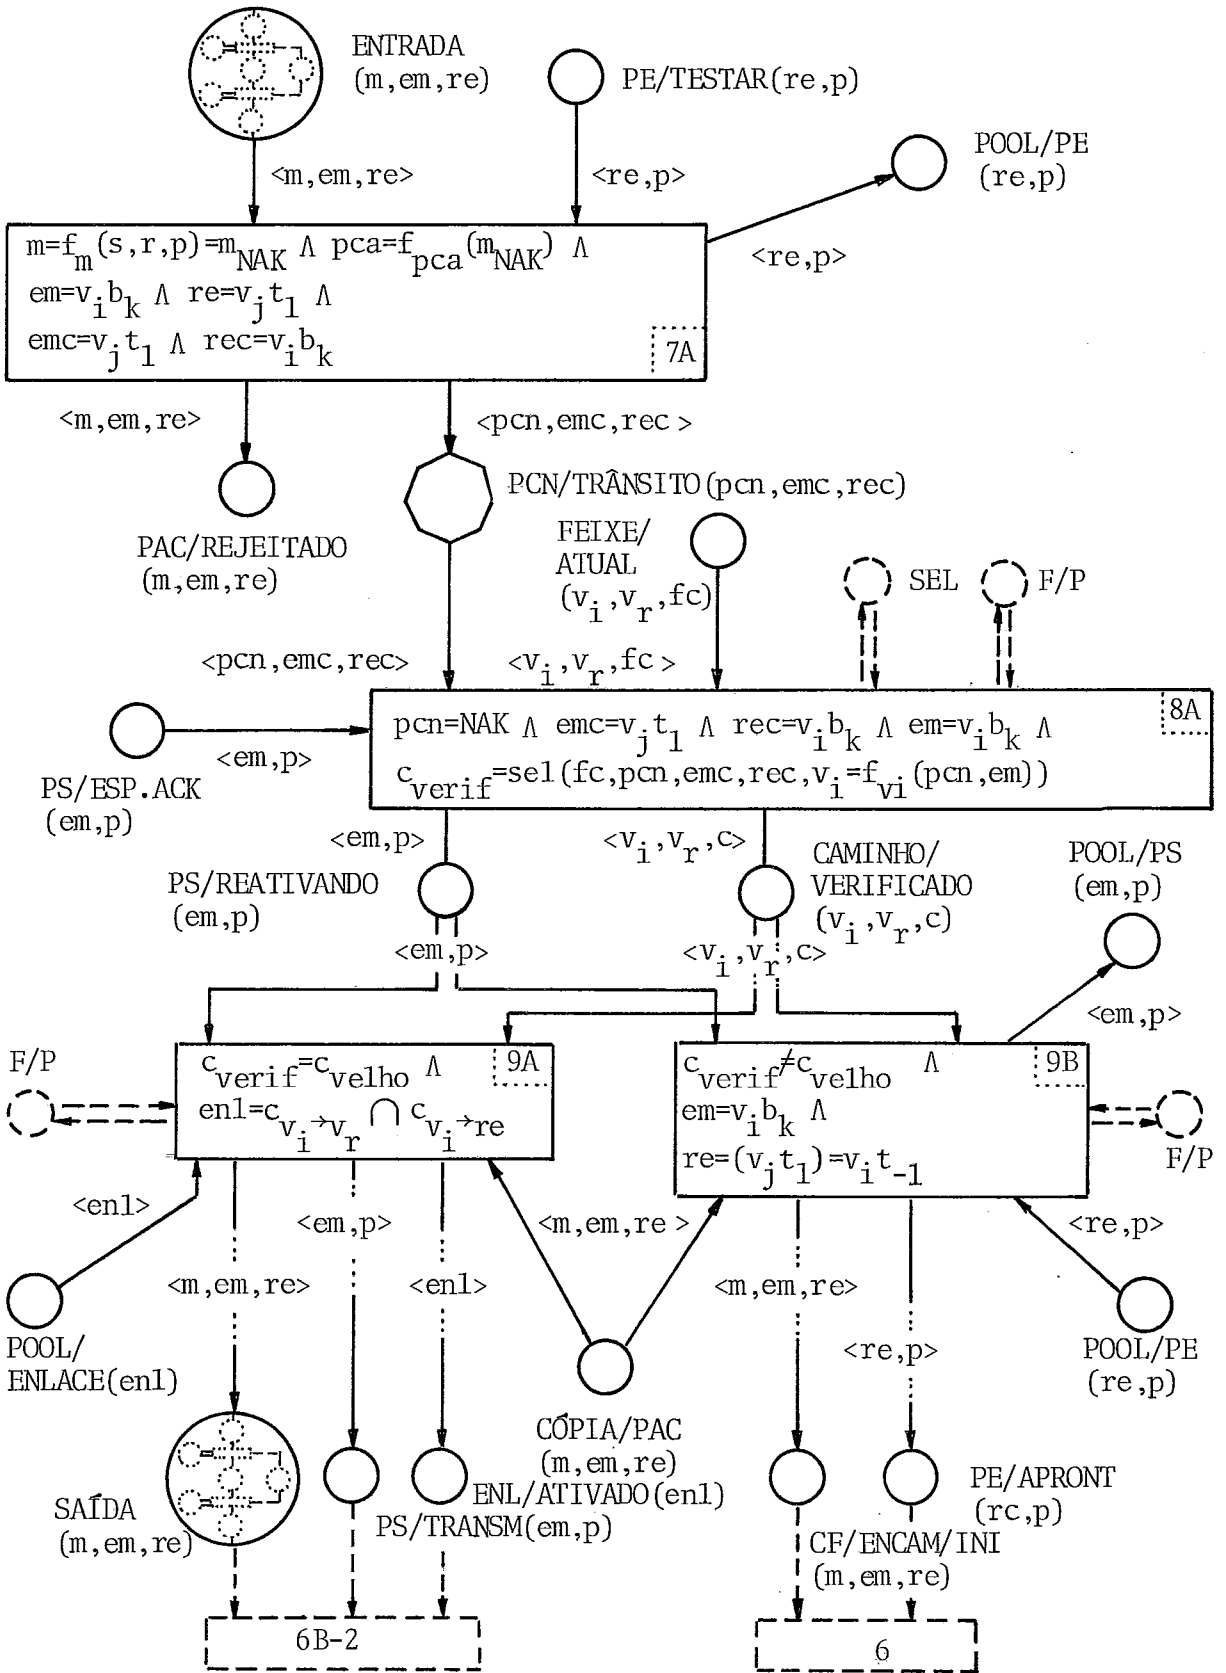 ENTRADA
(m,em,re)
PE/TESTAR(re,p)
POOL/PE
(re,p)
<m,em,re>
<re,p>
<re,p>
m=f_m(s,r,p)=m_NAK Λ pca=f_pca(m_NAK) Λ
em=v_i b_k Λ re=v_j t_1 Λ
emc=v_j t_1 Λ rec=v_i b_k
7A
<m,em,re>
<pcn,emc,rec>
PCN/TRÂNSITO(pcn,emc,rec)
PAC/REJEITADO
(m,em,re)
FEIXE/
ATUAL
(v_i,v_r,fc)
SEL
F/P
<pcn,emc,rec>
<v_i,v_r,fc>
8A
pcn=NAK Λ emc=v_j t_1 Λ rec=v_i b_k Λ em=v_i b_k Λ
c_verif=sel(fc,pcn,emc,rec,v_i=f_vi(pcn,em))
<em,p>
PS/ESP.ACK
(em,p)
<em,p>
<v_i,v_r,c>
PS/REATIVANDO
(em,p)
CAMINHO/
VERIFICADO
(v_i,v_r,c)
POOL/PS
(em,p)
<em,p>
<v_i,v_r,c>
<em,p>
F/P
c_verif=c_velho Λ
en1=c_vi→vr ∩ c_vi→re
9A
c_verif≠c_velho Λ
em=v_i b_k Λ
re=(v_j t_1)=v_i t_-1
9B
F/P
<en1>
<em,p>
<m,em,re>
<re,p>
<m,em,re>
<en1>
<m,em,re>
<re,p>
POOL/
ENLACE(en1)
POOL/PE
(re,p)
CÓPIA/PAC
(m,em,re)
SAÍDA
(m,em,re)
ENL/ATIVADO(en1)
PS/TRANSM(em,p)
PE/APRONT
(rc,p)
CF/ENCAM/INI
(m,em,re)
6B-2
6